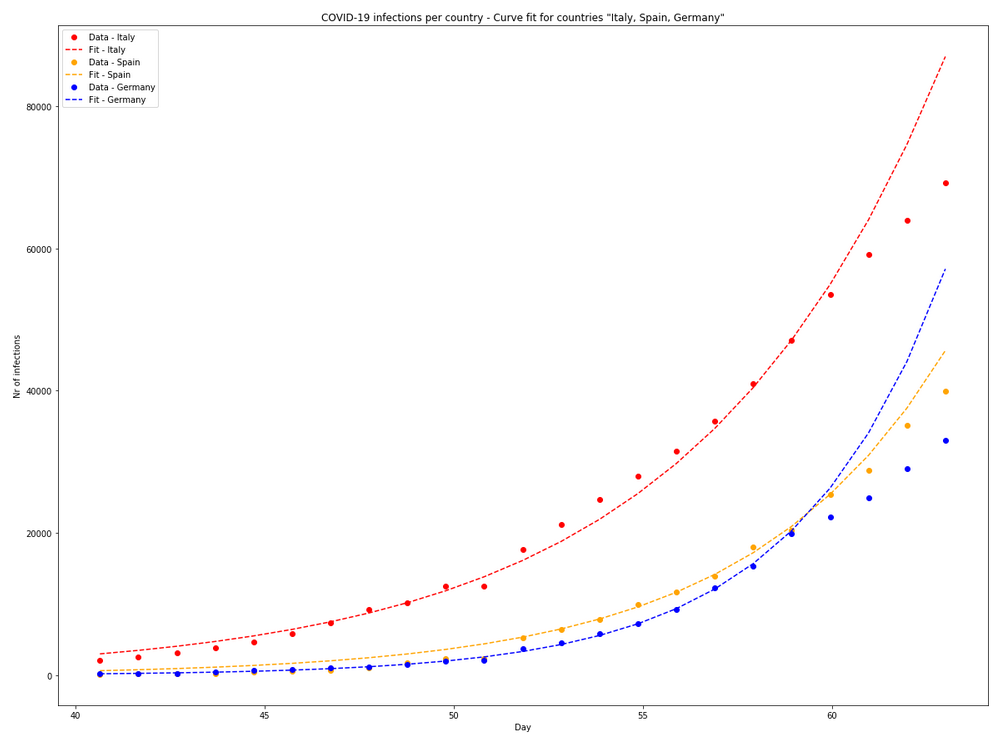 COVID-19 infections per country - Curve fit for countries "Italy, Spain, Germany"
Data - Italy
Fit - Italy
Data - Spain
Fit - Spain
Data - Germany
Fit - Germany
80000
60000
40000
20000
0
Nr of infections
40 45 50 55 60
Day